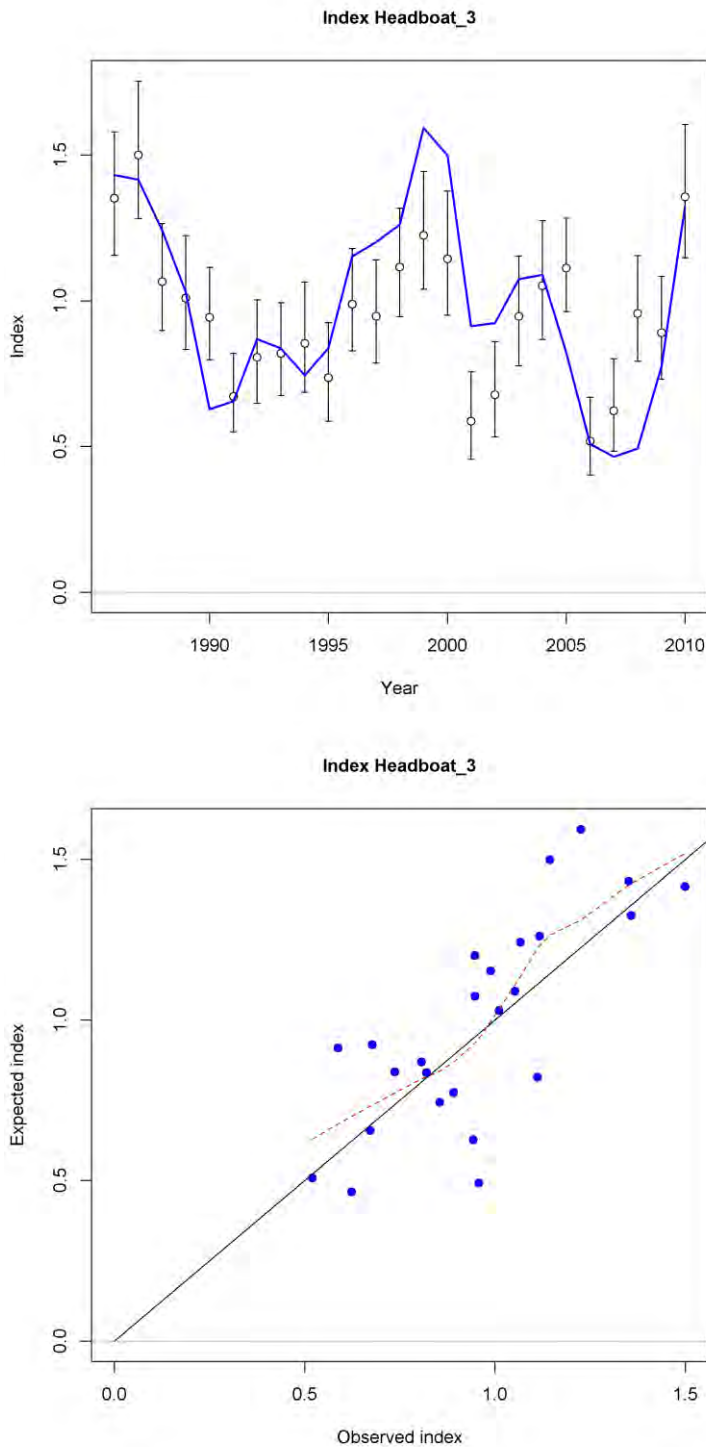 Index Headboat_3
1.5
1.0
0.5
0.0
Index
1990 1995 2000 2005 2010
Year
Index Headboat_3
1.5
1.0
0.5
0.0
Expected index
0.0 0.5 1.0 1.5
Observed index